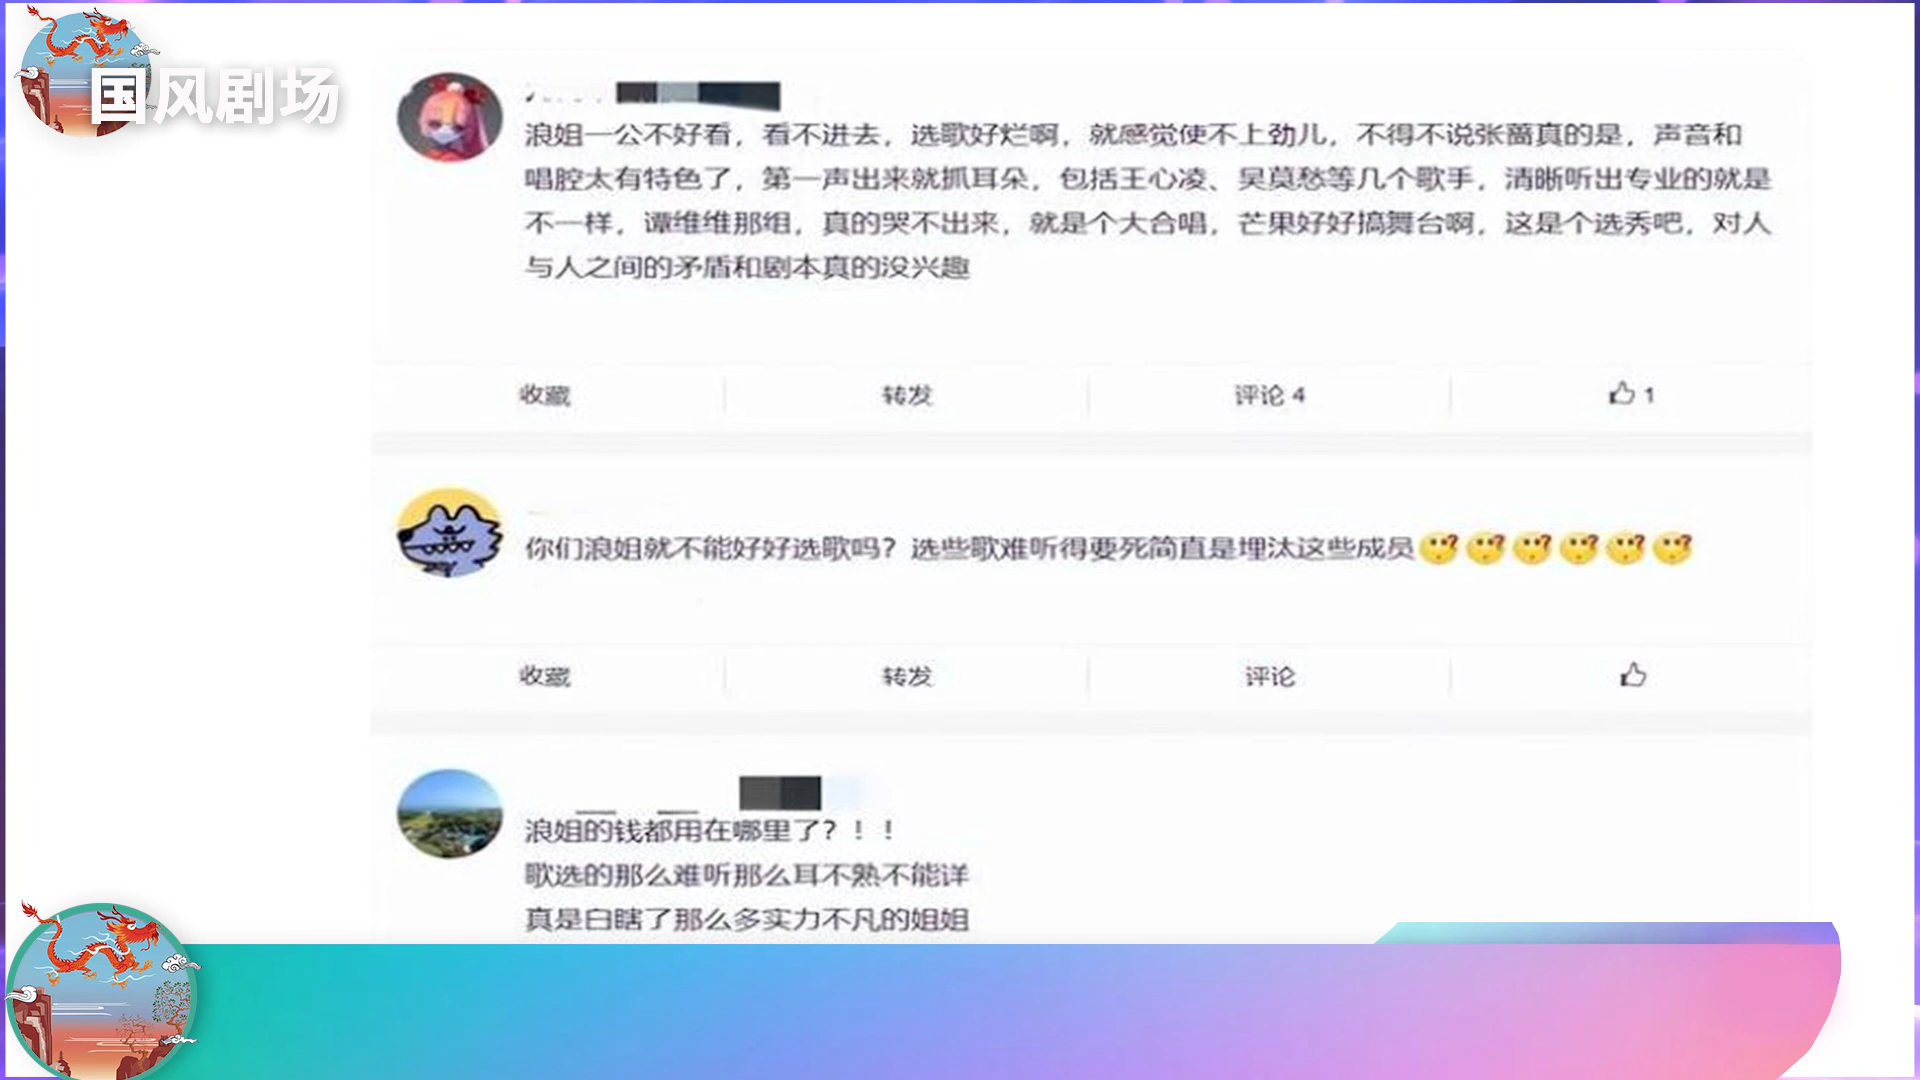 国风剧场
浪姐一公不好看，看不进去，选歌好烂啊，就感觉使不上劲儿，不得不说张蔷真的是，声音和
唱腔太有特色了，第一声出来就抓耳朵，包括王心凌、吴莫愁等几个歌手，清晰听出专业的就是
不一样，谭维维那组，真的哭不出来，就是个大合唱，芒果好好搞舞台啊，这是个选秀吧，对人
与人之间的矛盾和剧本真的没兴趣
收藏 转发 评论 4 1
你们浪姐就不能好好选歌吗？选些歌难听得要死简直是埋汰这些成员
收藏 转发 评论
浪姐的钱都用在哪里了？！！
歌选的那么难听那么耳不熟不能详
真是白瞎了那么多实力不凡的姐姐